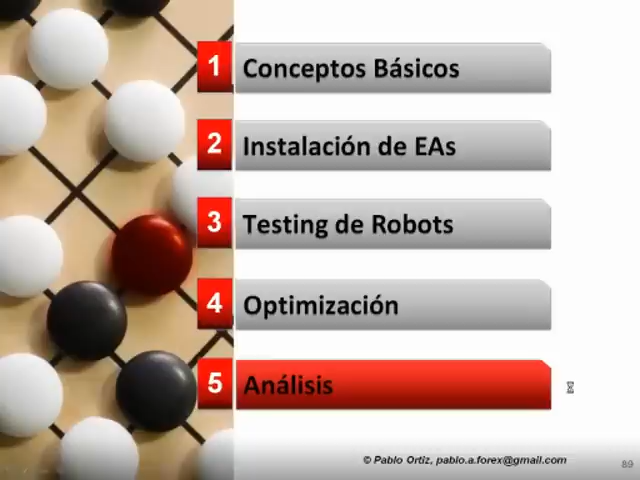 1 Conceptos Básicos
2 Instalación de EAs
3 Testing de Robots
4 Optimización
5 Análisis
© Pablo Ortiz, pablo.a.forex@gmail.com
89